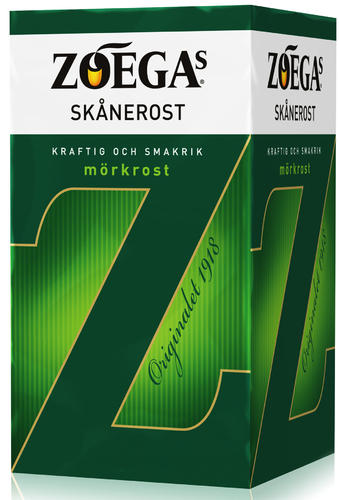 ZOÉGAS®
SKÅNEROST
KRAFTIG OCH SMAKRIK
mörkrost
Originalet 1918
ZOÉGAS
SKÅNEROST
KRAFTIG OCH SMAKRIK
mörkrost
Originalet 1918